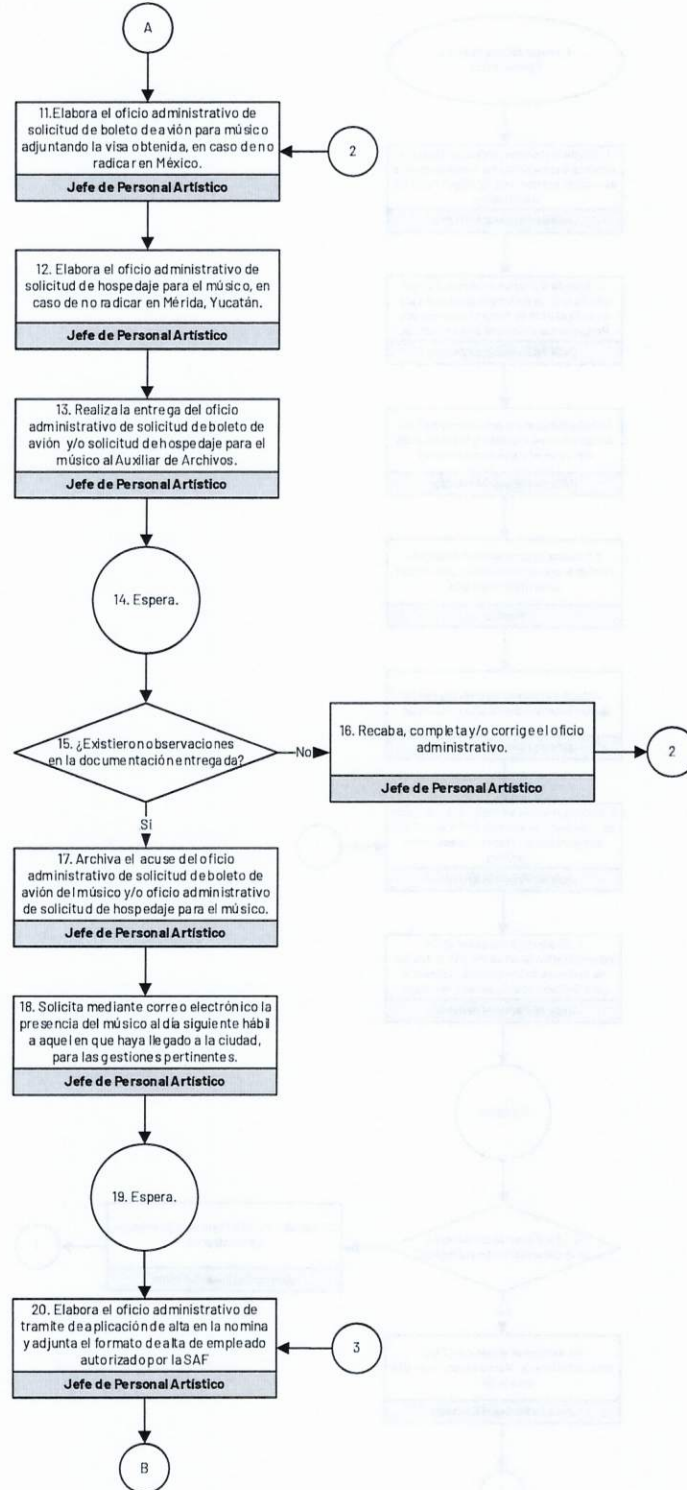 A
11.Elabora el oficio administrativo de
solicitud de boleto de avión para músico
adjuntando la visa obtenida, en caso de no
radicar en México.
Jefe de Personal Artístico
2
12. Elabora el oficio administrativo de
solicitud de hospedaje para el músico, en
caso de no radicar en Mérida, Yucatán.
Jefe de Personal Artístico
13. Realiza la entrega del oficio
administrativo de solicitud de boleto de
avión y/o solicitud de hospedaje para el
músico al Auxiliar de Archivos.
Jefe de Personal Artístico
14. Espera.
15. ¿Existieron observaciones
en la documentación entregada?
No
16. Recaba, completa y/o corrige el oficio
administrativo.
Jefe de Personal Artístico
2
Si
17. Archiva el acuse del oficio
administrativo de solicitud de boleto de
avión del músico y/o oficio administrativo
de solicitud de hospedaje para el músico.
Jefe de Personal Artístico
18. Solicita mediante correo electrónico la
presencia del músico al día siguiente hábil
a aquel en que haya llegado a la ciudad,
para las gestiones pertinentes.
Jefe de Personal Artístico
19. Espera.
20. Elabora el oficio administrativo de
tramite de aplicación de alta en la nomina
y adjunta el formato de alta de empleado
autorizado por la SAF
Jefe de Personal Artístico
3
B